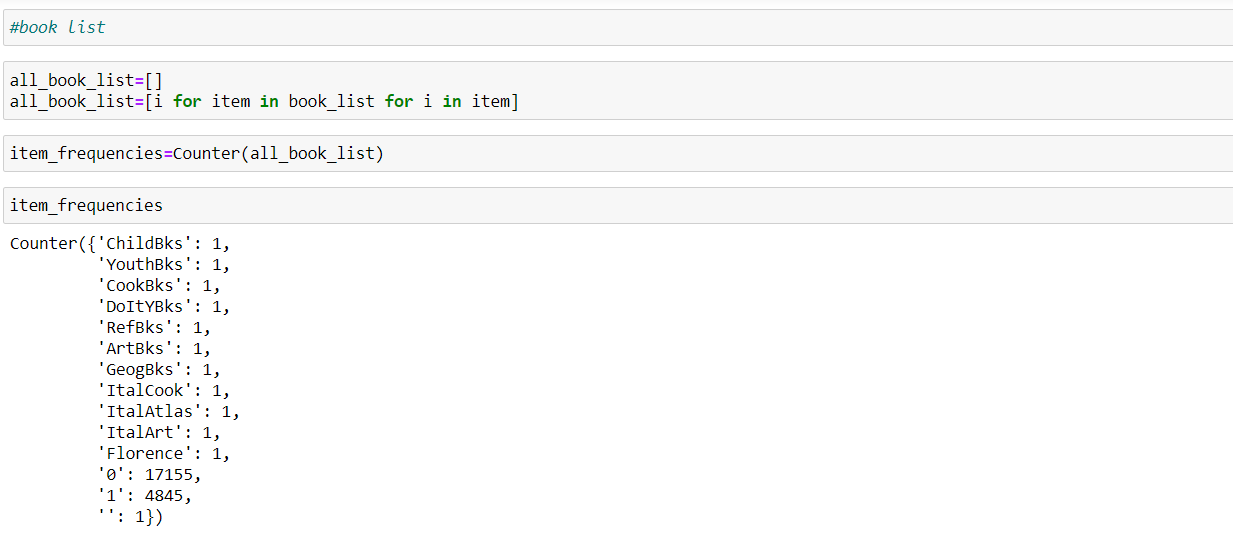 #book list
all_book_list=[]
all_book_list=[i for item in book_list for i in item]
item_frequencies=Counter(all_book_list)
item_frequencies
Counter({'ChildBks': 1,
'YouthBks': 1,
'CookBks': 1,
'DoItYBks': 1,
'RefBks': 1,
'ArtBks': 1,
'GeogBks': 1,
'ItalCook': 1,
'ItalAtlas': 1,
'ItalArt': 1,
'Florence': 1,
'0': 17155,
'1': 4845,
'': 1})